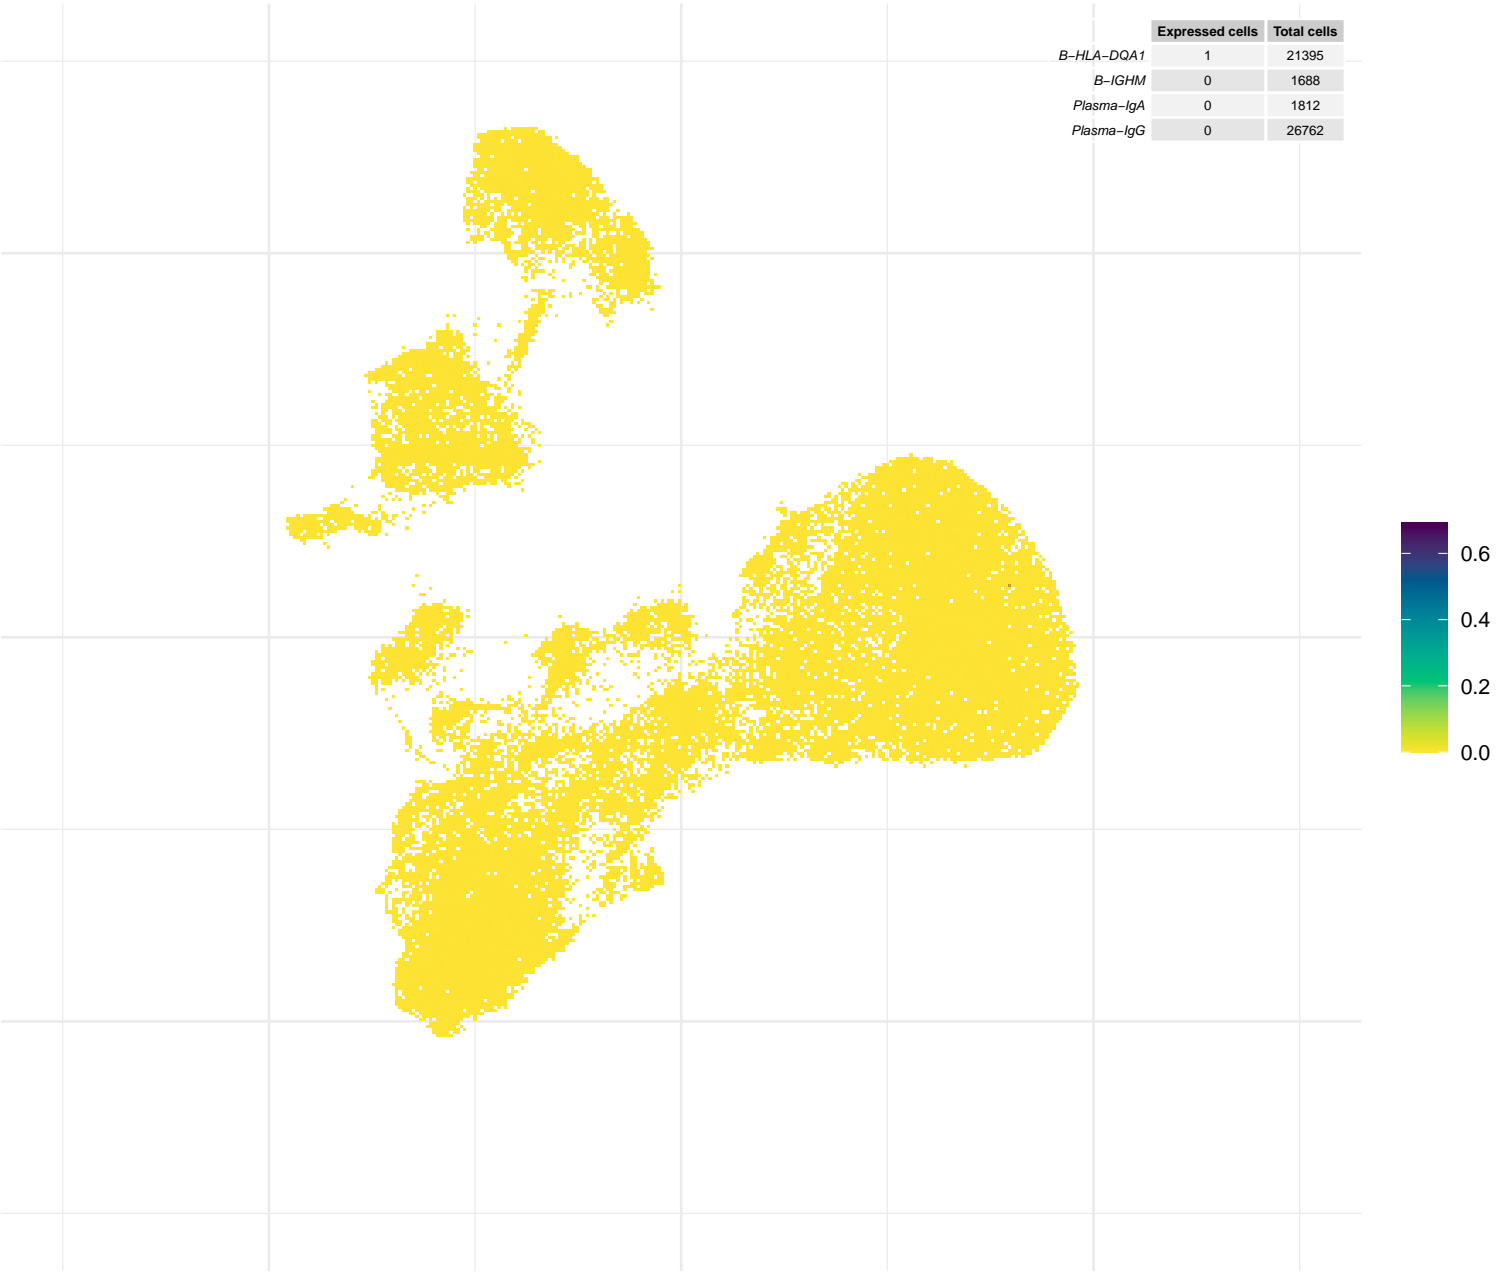 Expressed cells Total cells
B−HLA−DQA1 1 21395
B−IGHM 0 1688
Plasma−IgA 0 1812
Plasma−IgG 0 26762
0.6
0.4
0.2
0.0